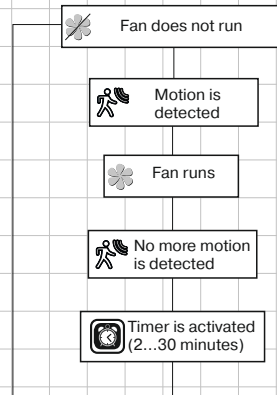 Fan does not run
Motion is
detected
Fan runs
No more motion
is detected
Timer is activated
(2...30 minutes)